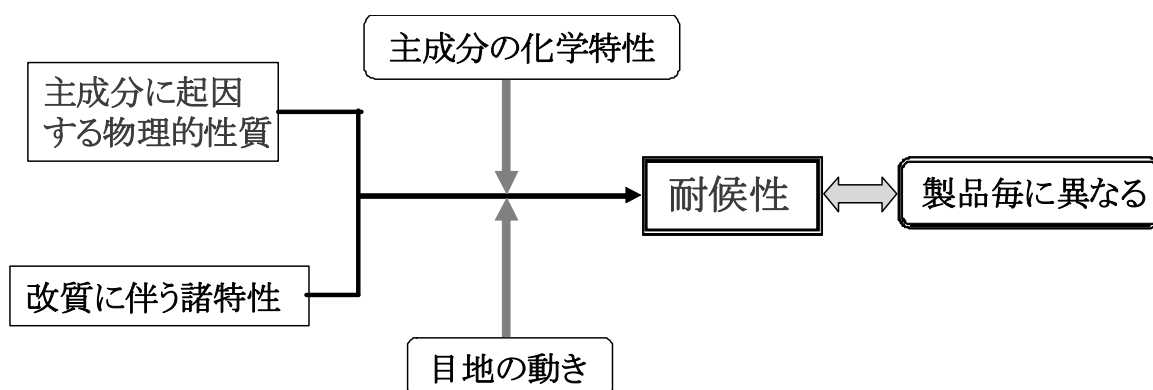 主成分の化学特性
主成分に起因
する物理的性質
耐候性
製品毎に異なる
改質に伴う諸特性
目地の動き